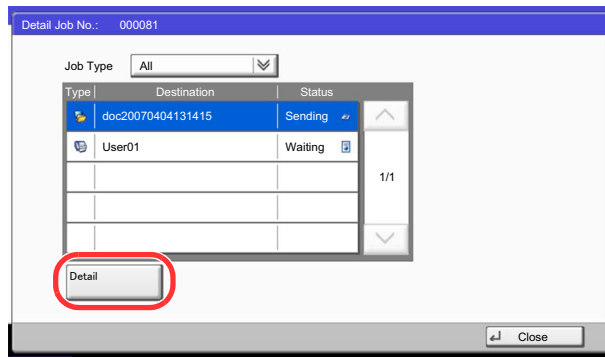 Detail Job No.: 000081
Job Type All
Type Destination Status
doc20070404131415 Sending
User01 Waiting
1/1
Detail
Close